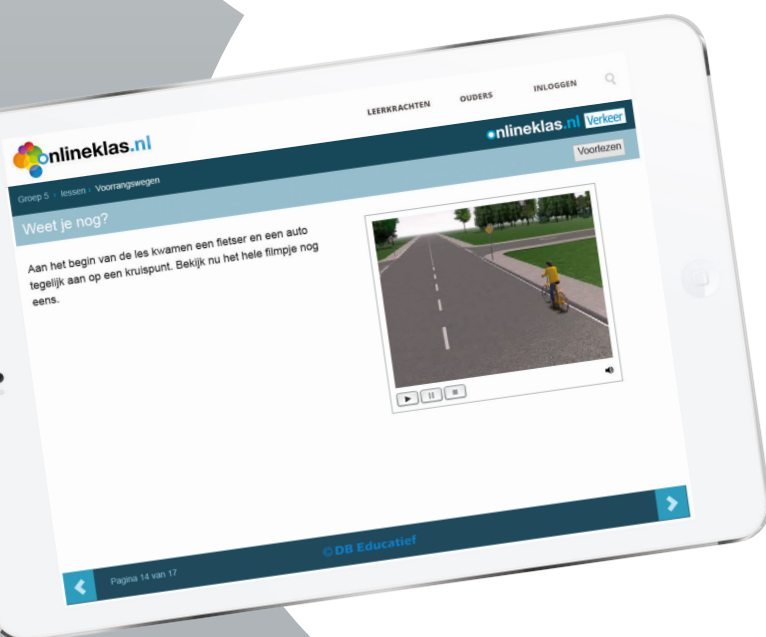 nlineklas.nl
LEERKRACHTEN OUDERS INLOGGEN
nlineklas.nl Verkeer
Groep 5 › lessen › Voorrangswegen
Voorlezen
Weet je nog?
Aan het begin van de les kwamen een fietser en een auto
tegelijk aan op een kruispunt. Bekijk nu het hele filmpje nog
eens.
Pagina 14 van 17
© DB Educatief